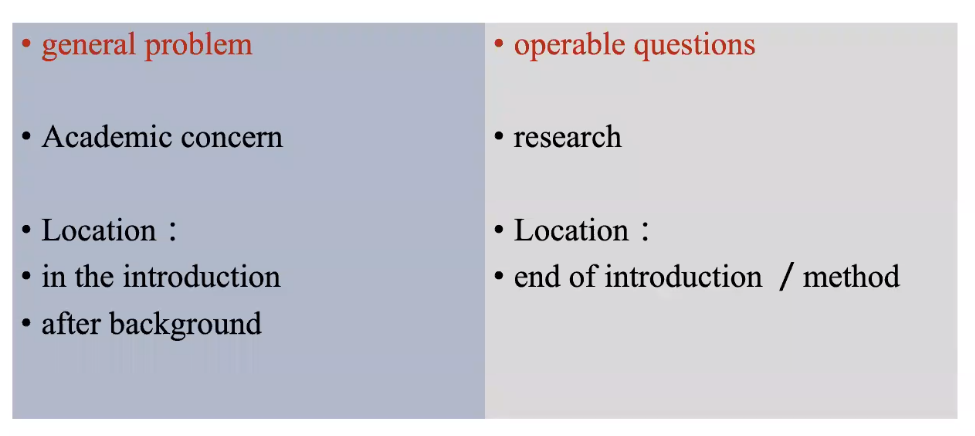 • general problem
• Academic concern
• Location：
• in the introduction
• after background
• operable questions
• research
• Location：
• end of introduction / method